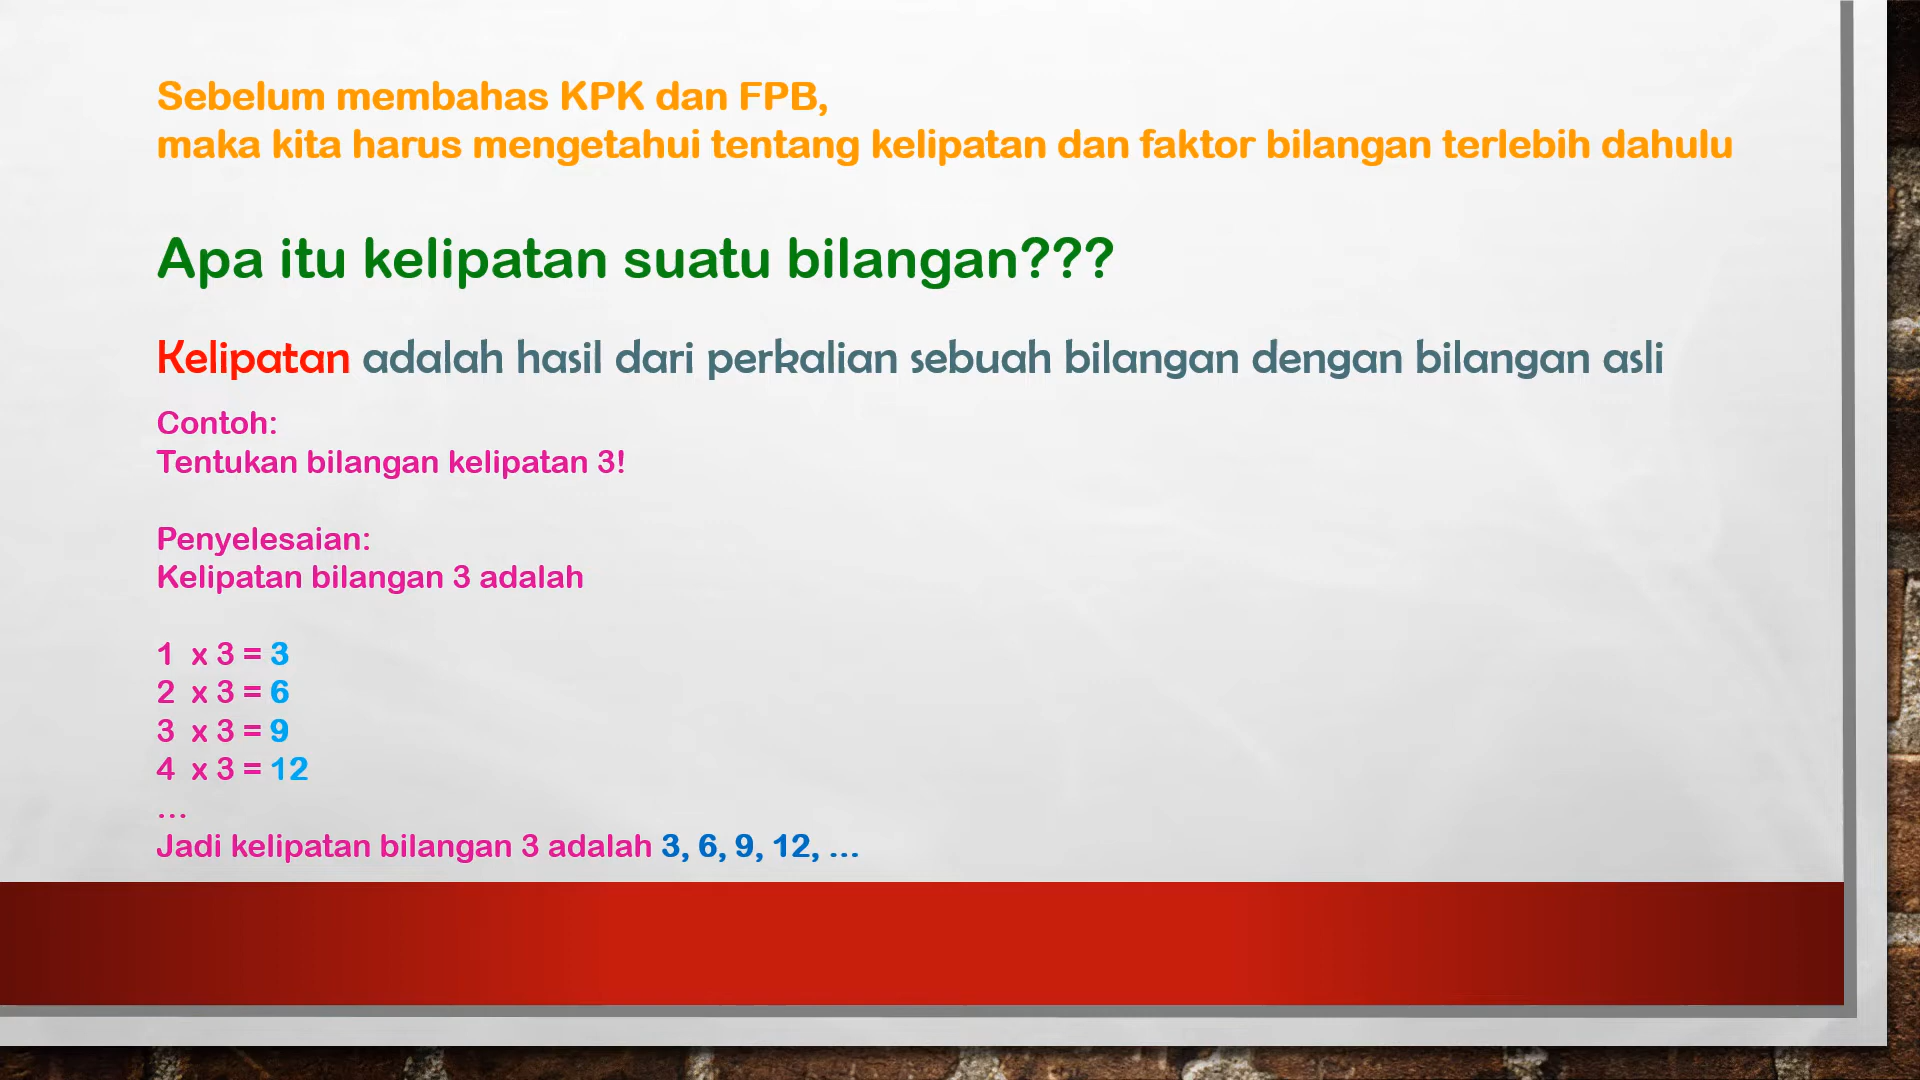 Sebelum membahas KPK dan FPB,
maka kita harus mengetahui tentang kelipatan dan faktor bilangan terlebih dahulu
Apa itu kelipatan suatu bilangan???
Kelipatan adalah hasil dari perkalian sebuah bilangan dengan bilangan asli
Contoh:
Tentukan bilangan kelipatan 3!
Penyelesaian:
Kelipatan bilangan 3 adalah
1 x 3 = 3
2 x 3 = 6
3 x 3 = 9
4 x 3 = 12
...
Jadi kelipatan bilangan 3 adalah 3, 6, 9, 12, ...